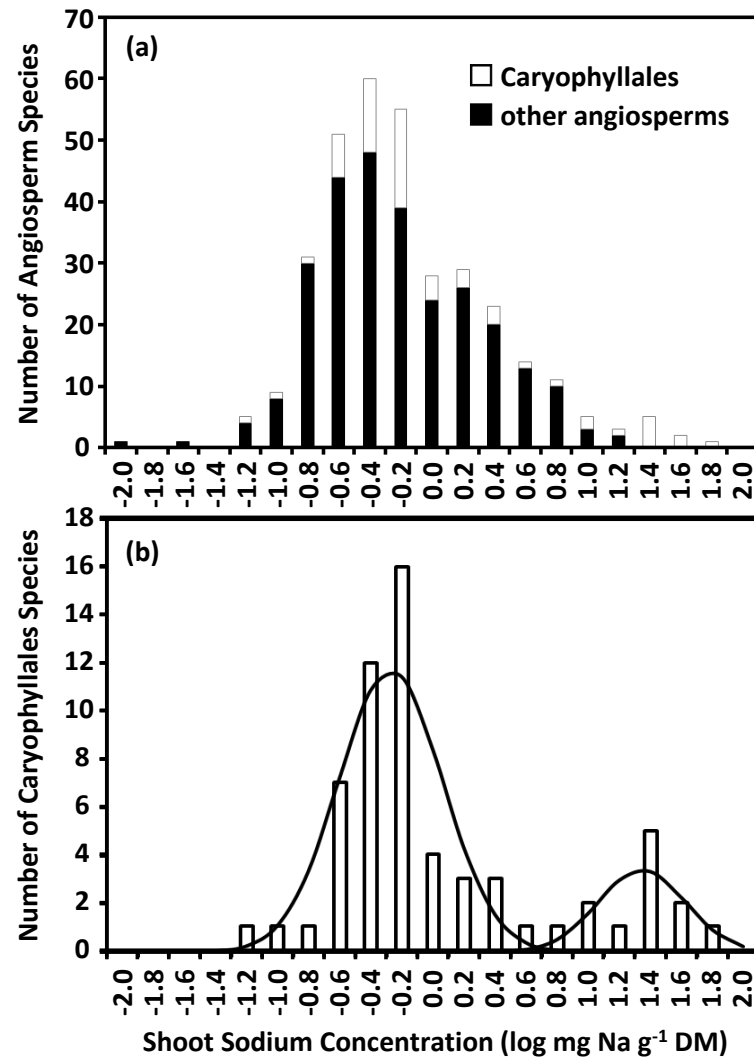 (a)
Caryophyllales
other angiosperms
Number of Angiosperm Species
70
60
50
40
30
20
10
0
-2.0 -1.8 -1.6 -1.4 -1.2 -1.0 -0.8 -0.6 -0.4 -0.2 0.0 0.2 0.4 0.6 0.8 1.0 1.2 1.4 1.6 1.8 2.0
(b)
Number of Caryophyllales Species
18
16
14
12
10
8
6
4
2
0
-2.0 -1.8 -1.6 -1.4 -1.2 -1.0 -0.8 -0.6 -0.4 -0.2 0.0 0.2 0.4 0.6 0.8 1.0 1.2 1.4 1.6 1.8 2.0
Shoot Sodium Concentration (log mg Na g⁻¹ DM)